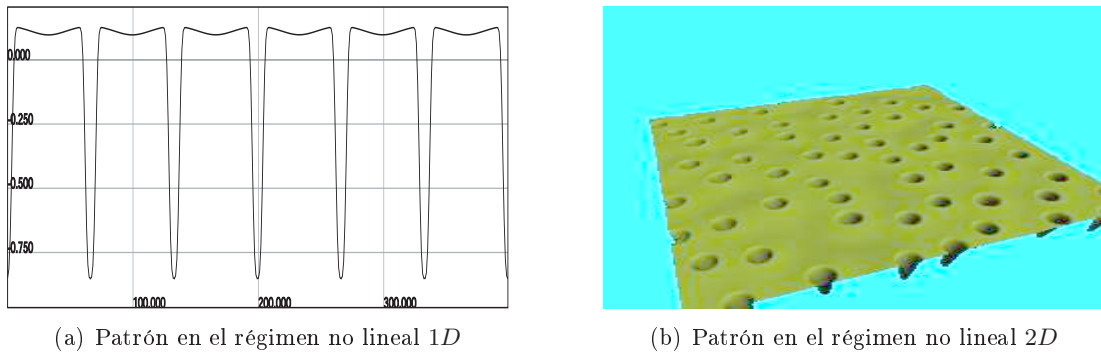 0.000
-0.250
-0.500
-0.750
100.000 200.000 300.000
(a) Patrón en el régimen no lineal 1D
(b) Patrón en el régimen no lineal 2D